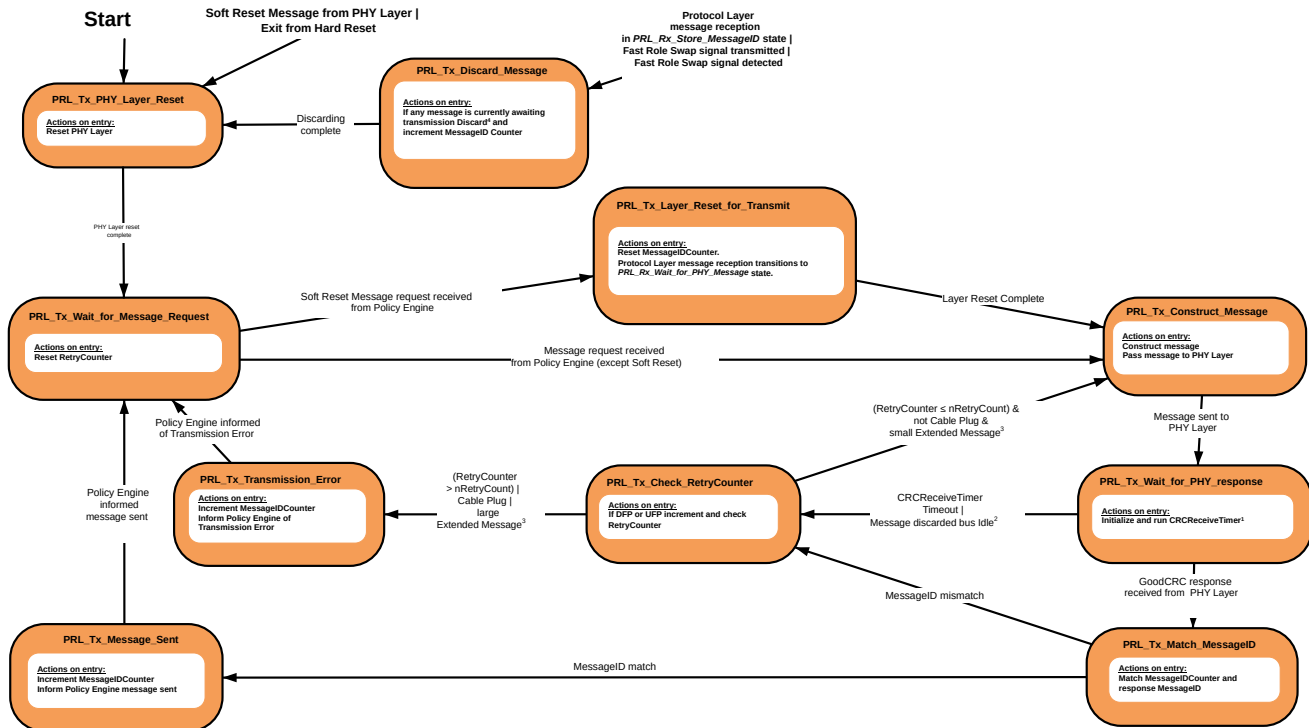 Start
Soft Reset Message from PHY Layer |
Exit from Hard Reset
Protocol Layer
message reception
in PRL_Rx_Store_MessageID state |
Fast Role Swap signal transmitted |
Fast Role Swap signal detected
PRL_Tx_Discard_Message
Actions on entry:
If any message is currently awaiting
transmission Discard⁴ and
increment MessageID Counter
PRL_Tx_PHY_Layer_Reset
Actions on entry:
Reset PHY Layer
Discarding
complete
PHY Layer reset
complete
PRL_Tx_Layer_Reset_for_Transmit
Actions on entry:
Reset MessageIDCounter.
Protocol Layer message reception transitions to
PRL_Rx_Wait_for_PHY_Message state.
Soft Reset Message request received
from Policy Engine
Layer Reset Complete
PRL_Tx_Wait_for_Message_Request
Actions on entry:
Reset RetryCounter
Message request received
from Policy Engine (except Soft Reset)
PRL_Tx_Construct_Message
Actions on entry:
Construct message
Pass message to PHY Layer
(RetryCounter ≤ nRetryCount) &
not Cable Plug &
small Extended Message³
Message sent to
PHY Layer
Policy Engine informed
of Transmission Error
PRL_Tx_Transmission_Error
Actions on entry:
Increment MessageIDCounter
Inform Policy Engine of
Transmission Error
(RetryCounter
> nRetryCount) |
Cable Plug |
large
Extended Message³
PRL_Tx_Check_RetryCounter
Actions on entry:
If DFP or UFP increment and check
RetryCounter
CRCReceiveTimer
Timeout |
Message discarded bus Idle²
PRL_Tx_Wait_for_PHY_response
Actions on entry:
Initialize and run CRCReceiveTimer¹
Policy Engine
informed
message sent
GoodCRC response
received from PHY Layer
MessageID mismatch
PRL_Tx_Message_Sent
Actions on entry:
Increment MessageIDCounter
Inform Policy Engine message sent
MessageID match
PRL_Tx_Match_MessageID
Actions on entry:
Match MessageIDCounter and
response MessageID